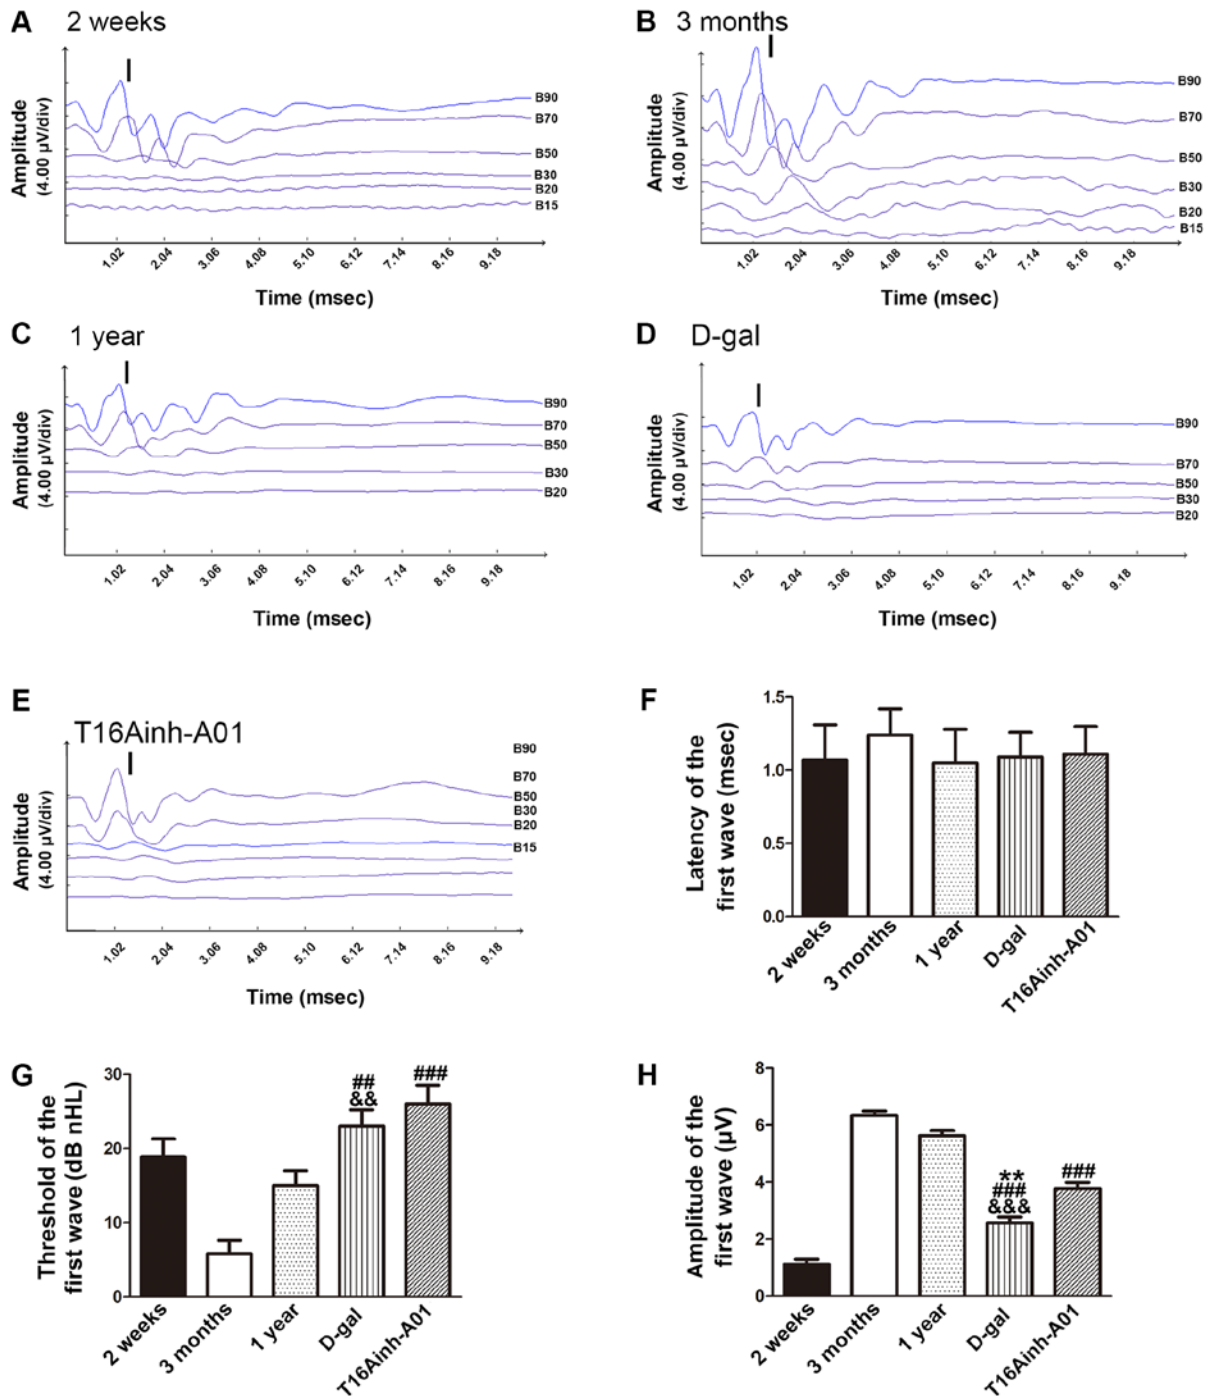 A 2 weeks
Amplitude
(4.00 µV/div)
B90
B70
B50
B30
B20
B15
1.02 2.04 3.06 4.08 5.10 6.12 7.14 8.16 9.18
Time (msec)
B 3 months
Amplitude
(4.00 µV/div)
B90
B70
B50
B30
B20
B15
1.02 2.04 3.06 4.08 5.10 6.12 7.14 8.16 9.18
Time (msec)
C 1 year
Amplitude
(4.00 µV/div)
B90
B70
B50
B30
B20
1.02 2.04 3.06 4.08 5.10 6.12 7.14 8.16 9.18
Time (msec)
D D-gal
Amplitude
(4.00 µV/div)
B90
B70
B50
B30
B20
1.02 2.04 3.06 4.08 5.10 6.12 7.14 8.16 9.18
Time (msec)
E
T16Ainh-A01
Amplitude
(4.00 µV/div)
B90
B70
B50
B30
B20
B15
1.02 2.04 3.06 4.08 5.10 6.12 7.14 8.16 9.18
Time (msec)
F
Latency of the
first wave (msec)
1.5
1.0
0.5
0.0
2 weeks
3 months
1 year
D-gal
T16Ainh-A01
G
Threshold of the
first wave (dB nHL)
30
20
10
0
##
&&
###
2 weeks
3 months
1 year
D-gal
T16Ainh-A01
H
Amplitude of the
first wave (µV)
8
6
4
2
0
**
###
&&&
###
2 weeks
3 months
1 year
D-gal
T16Ainh-A01